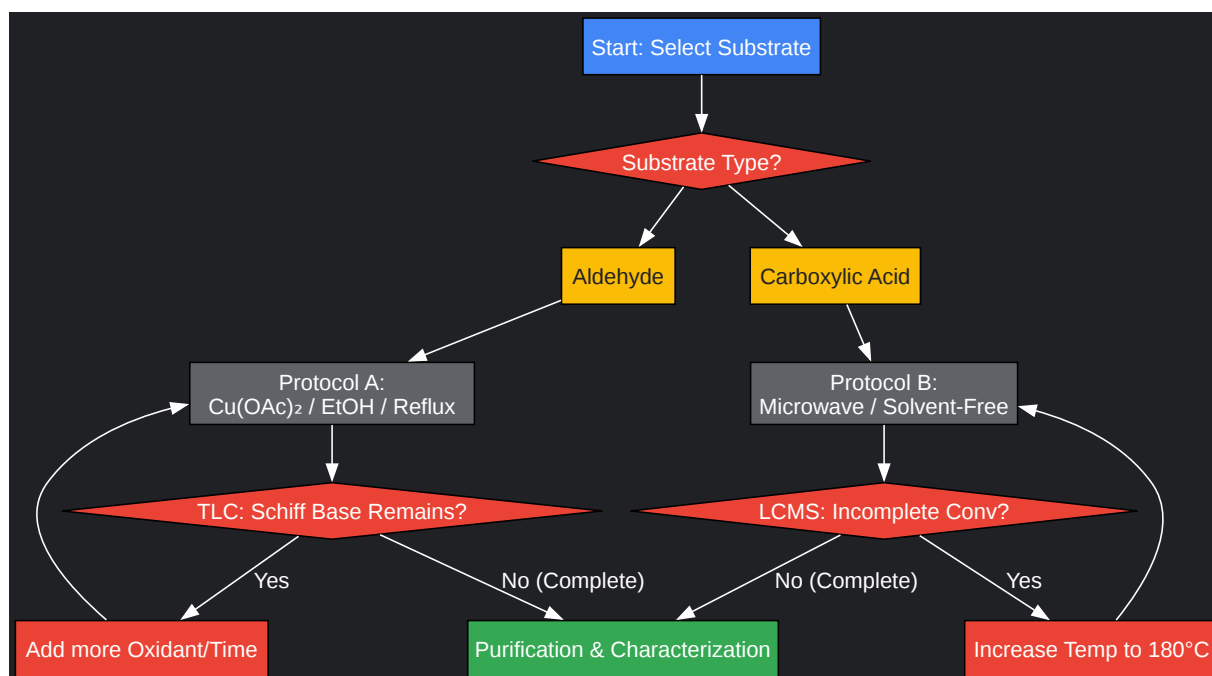 Start: Select Substrate
Substrate Type?
Aldehyde
Carboxylic Acid
Protocol A:
Cu(OAc)₂ / EtOH / Reflux
Protocol B:
Microwave / Solvent-Free
TLC: Schiff Base Remains?
LCMS: Incomplete Conv?
Yes
No (Complete)
No (Complete)
Yes
Add more Oxidant/Time
Purification & Characterization
Increase Temp to 180°C